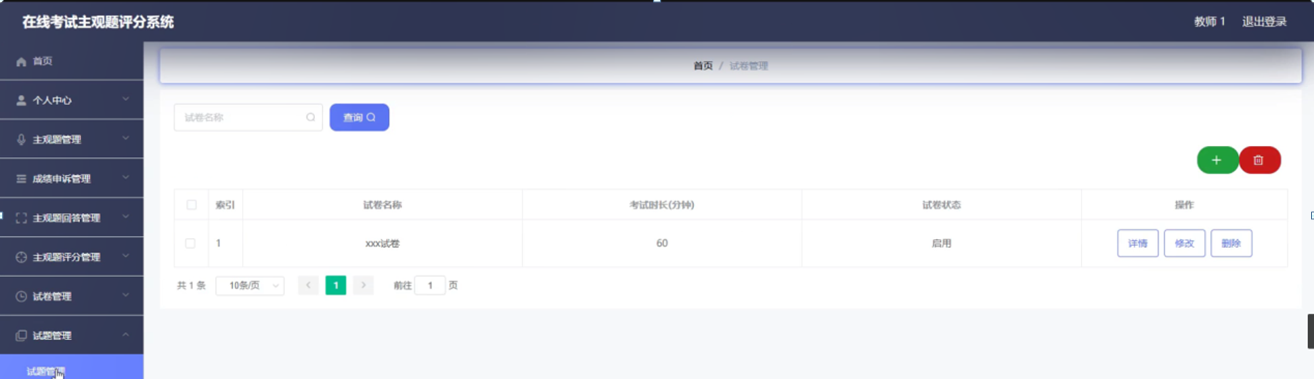 在线考试主观题评分系统
教师 1 退出登录
首页
首页 / 试卷管理
个人中心
试卷名称 查询
主观题管理
成绩申诉管理
索引 试卷名称 考试时长(分钟) 试卷状态 操作
主观题回答管理
1 xxx试卷 60 启用 详情 修改 删除
主观题评分管理
共 1 条 10条/页 1 前往 1 页
试卷管理
试题管理
试题管理